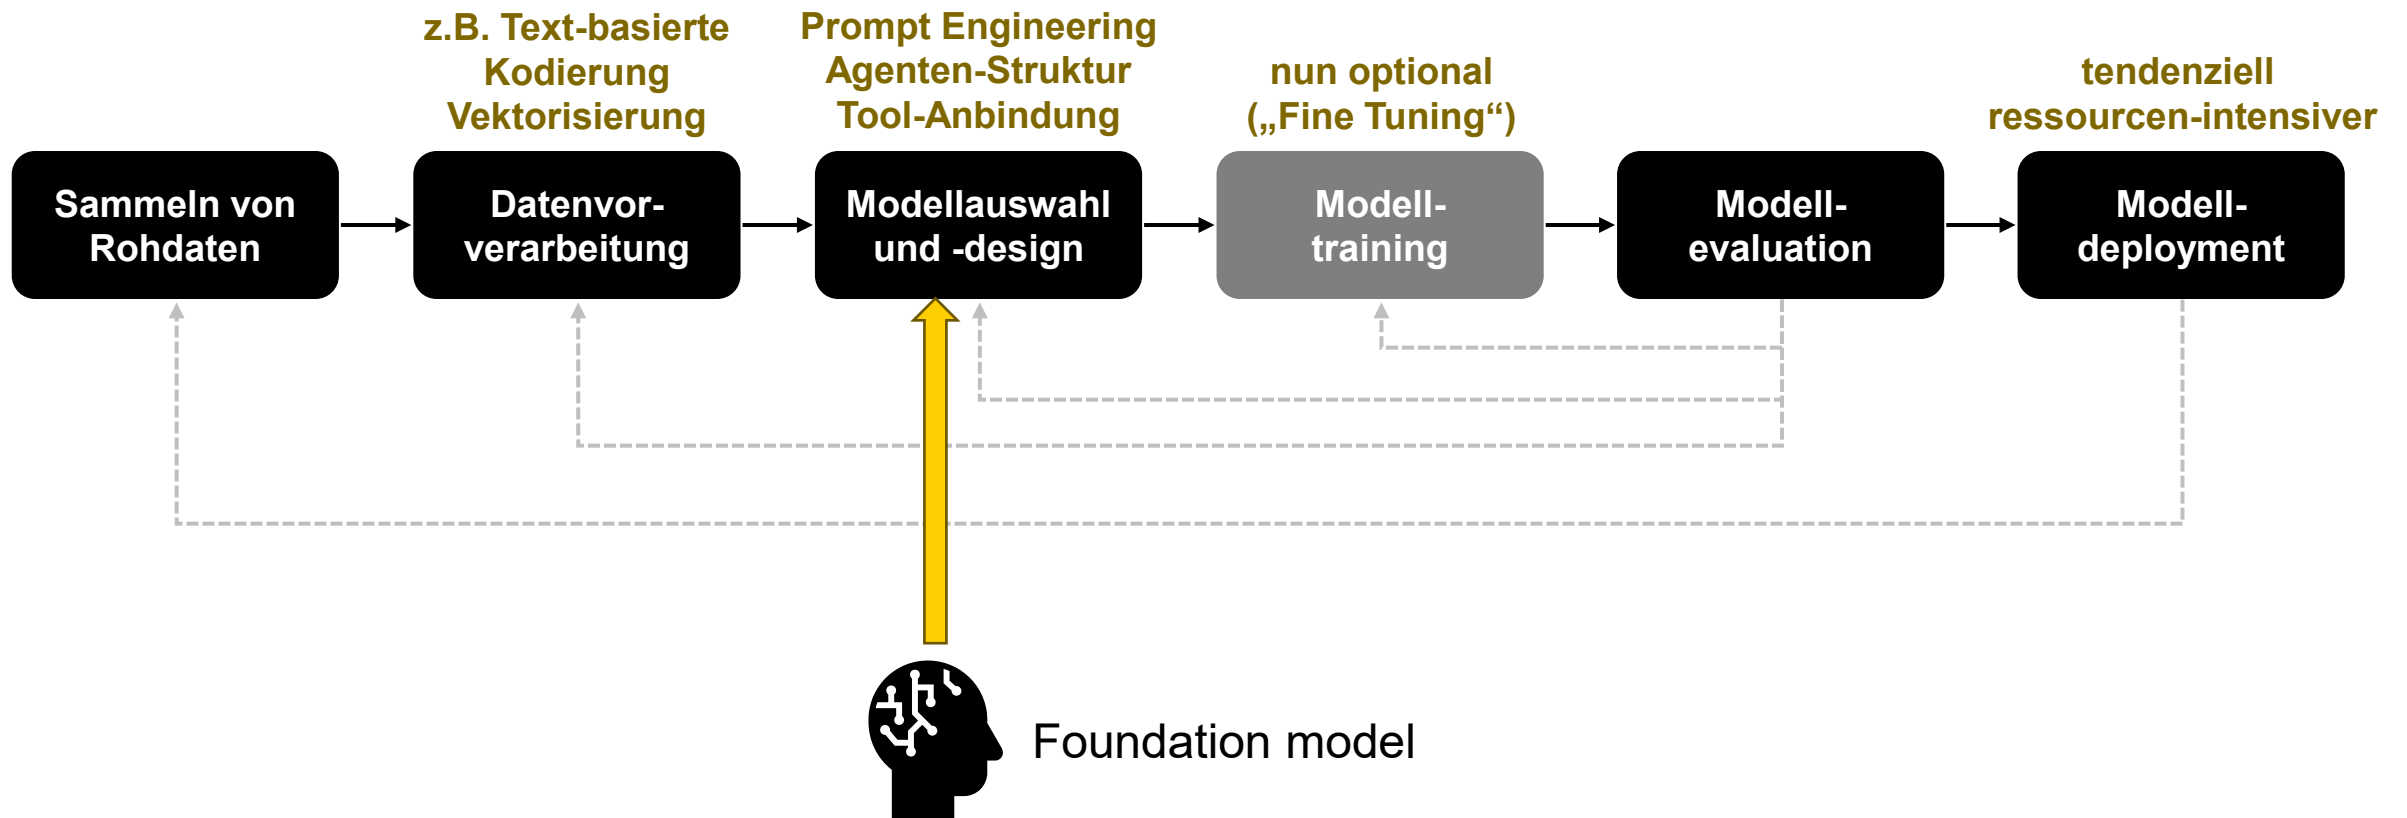 z.B. Text-basierte
Kodierung
Vektorisierung
Prompt Engineering
Agenten-Struktur
Tool-Anbindung
nun optional
(„Fine Tuning“)
tendenziell
ressourcen-intensiver
Sammeln von
Rohdaten
Datenvor-
verarbeitung
Modellauswahl
und -design
Modell-
training
Modell-
evaluation
Modell-
deployment
Foundation model